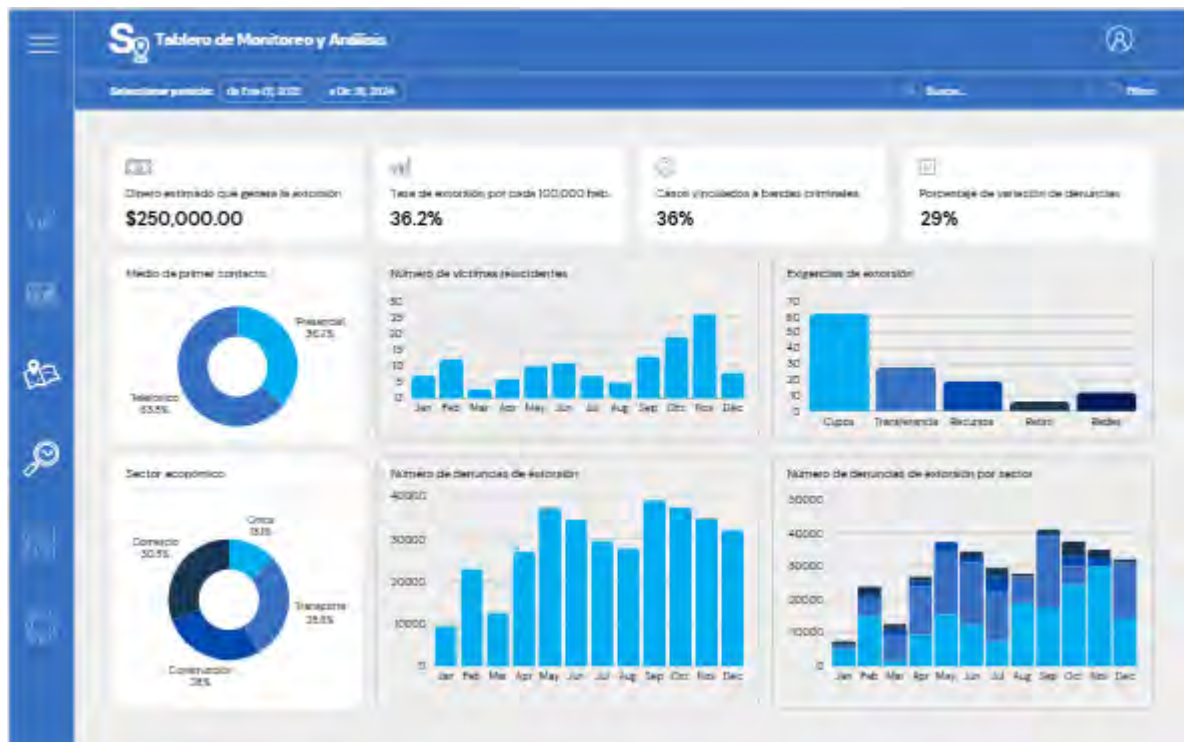 Tablero de Monitoreo y Análisis
Seleccionar periodo:
a Dic 31, 2024
Buscar...
Filtros
Dinero estimado que genera la extorsión
$250,000.00
Tasa de extorsión por cada 100,000 hab.
36.2%
Casos vinculados a bandas criminales
36%
Porcentaje de variación de denuncias
29%
Medio de primer contacto
Presencial
Telefónico
Número de víctimas reincidentes
30
25
20
15
10
5
0
Jan Feb Mar Apr May Jun Jul Aug Sep Oct Nov Dec
Exigencias de extorsión
70
60
50
40
30
20
10
0
Cupos Transferencia Recursos Retiro Redes
Sector económico
Comercio
Transporte
Construcción
Número de denuncias de extorsión
40000
30000
20000
10000
0
Jan Feb Mar Apr May Jun Jul Aug Sep Oct Nov Dec
Número de denuncias de extorsión por sector
50000
40000
30000
20000
10000
0
Jan Feb Mar Apr May Jun Jul Aug Sep Oct Nov Dec